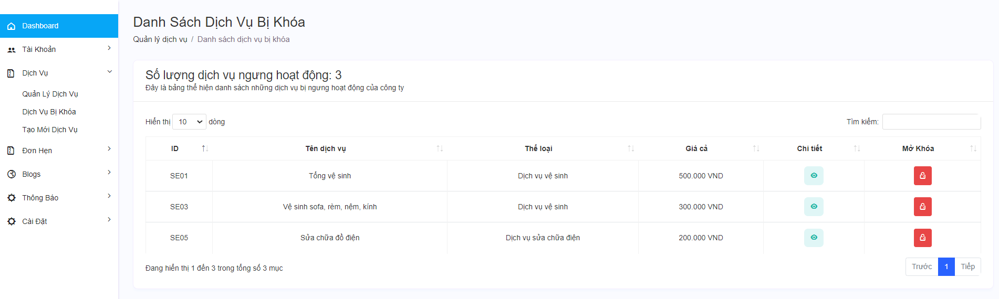 Dashboard
Tài Khoản
Dịch Vụ
Quản Lý Dịch Vụ
Dịch Vụ Bị Khóa
Tạo Mới Dịch Vụ
Đơn Hẹn
Blogs
Thông Báo
Cài Đặt
Danh Sách Dịch Vụ Bị Khóa
Quản lý dịch vụ / Danh sách dịch vụ bị khóa
Số lượng dịch vụ ngưng hoạt động: 3
Đây là bảng thể hiện danh sách những dịch vụ bị ngưng hoạt động của công ty
Hiển thị 10 dòng
Tìm kiếm:
ID Tên dịch vụ Thể loại Giá cả Chi tiết Mở Khóa
SE01 Tổng vệ sinh Dịch vụ vệ sinh 500.000 VND
SE03 Vệ sinh sofa, rèm, nệm, kính Dịch vụ vệ sinh 300.000 VND
SE05 Sửa chữa đồ điện Dịch vụ sửa chữa điện 200.000 VND
Đang hiển thị 1 đến 3 trong tổng số 3 mục
Trước 1 Tiếp